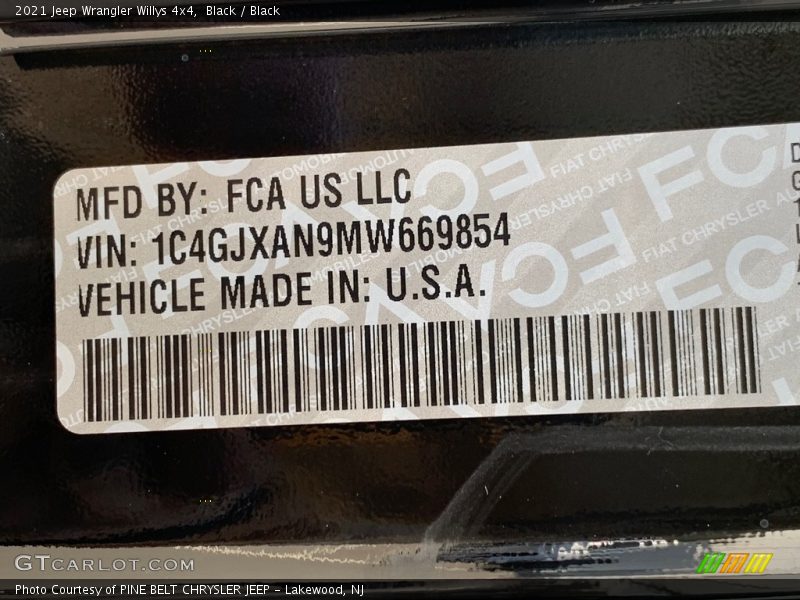 2021 Jeep Wrangler Willys 4x4, Black / Black
MFD BY: FCA US LLC
VIN: 1C4GJXAN9MW669854
VEHICLE MADE IN: U.S.A.
GTCARLOT.COM
Photo Courtesy of PINE BELT CHRYSLER JEEP - Lakewood, NJ